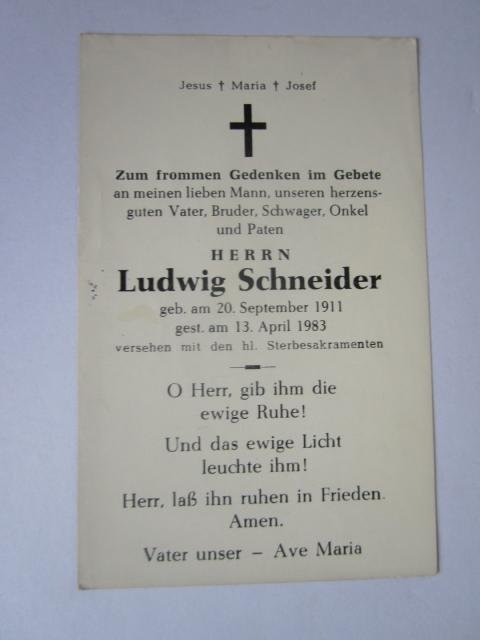 Jesus † Maria † Josef
Zum frommen Gedenken im Gebete
an meinen lieben Mann, unseren herzens-
guten Vater, Bruder, Schwager, Onkel
und Paten
HERRN
Ludwig Schneider
geb. am 20. September 1911
gest. am 13. April 1983
versehen mit den hl. Sterbesakramenten
O Herr, gib ihm die
ewige Ruhe!
Und das ewige Licht
leuchte ihm!
Herr, laß ihn ruhen in Frieden.
Amen.
Vater unser – Ave Maria